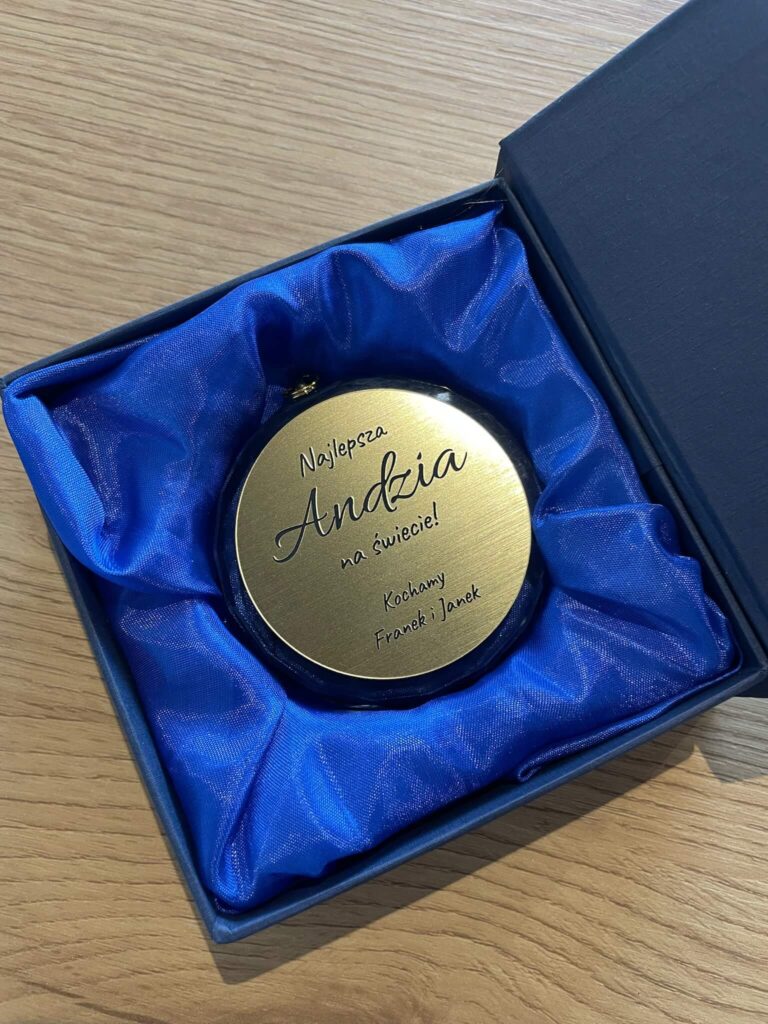 Najlepsza
Andzia
na świecie!
Kochamy
Franek i Janek